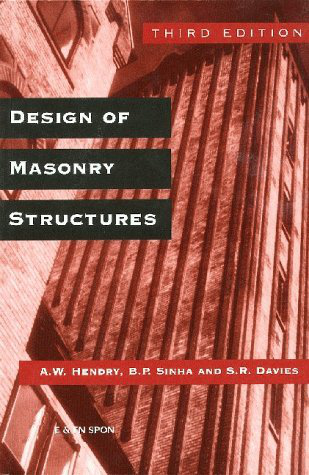 THIRD EDITION
DESIGN OF
MASONRY
STRUCTURES
A.W. HENDRY, B.P. SINHA AND S.R. DAVIES
E & FN SPON